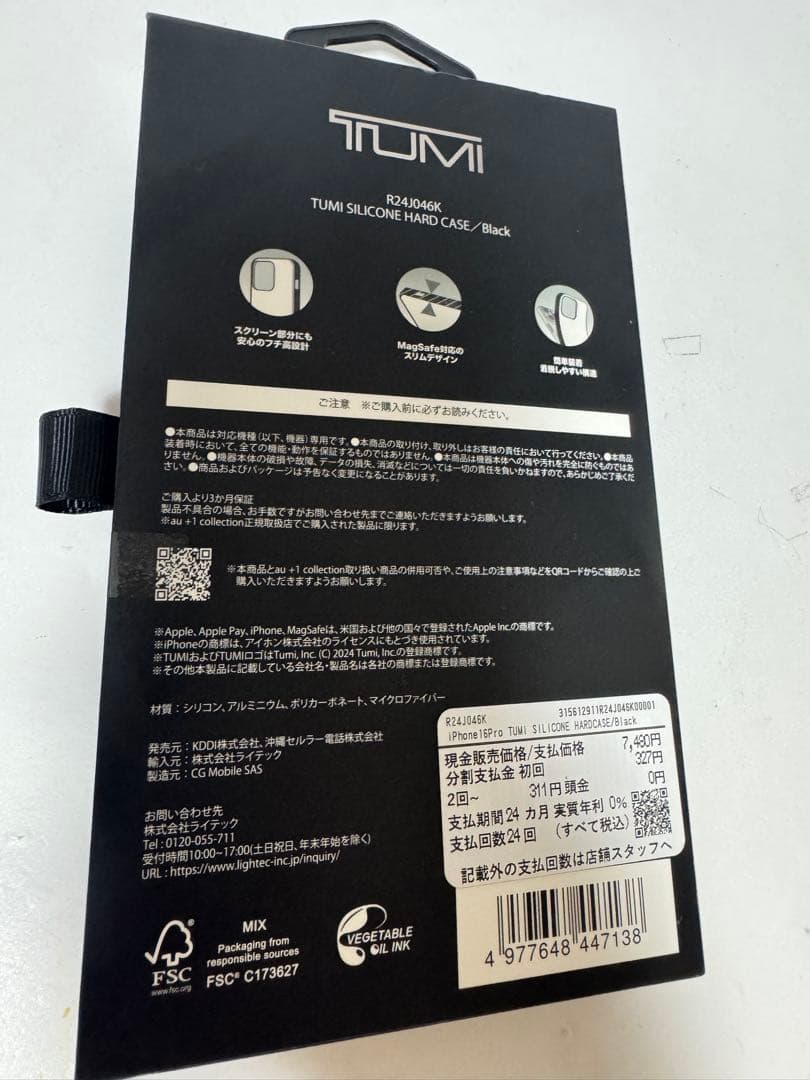 TUMI
R24J046K
TUMI SILICONE HARD CASE／Black
スクリーン部分にも
安心のフチ高設計
MagSafe対応の
スリムデザイン
簡単装着
着脱しやすい構造
ご注意　※ご購入前に必ずお読みください。
●本商品は対応機種（以下、機器）専用です。●本商品の取り付け、取り外しはお客様の責任において行ってください。●本商品
装着時において、全ての機能・動作を保証するものではありません。●本商品は機器本体への傷や汚れを完全に防ぐものではあ
りません。●機器本体の破損や故障、データの損失、消滅などについては一切の責任を負いかねますので、あらかじめご了承くだ
さい。●商品およびパッケージは予告なく変更になることがあります。
ご購入より3か月保証
製品不具合の場合、お手数ですがお問い合わせ先までご連絡いただきますようお願いします。
※au +1 collection正規取扱店でご購入された製品に限ります。
※本商品とau +1 collection取り扱い商品の併用可否や、ご使用上の注意事項などをQRコードからご確認の上ご
購入いただきますようお願いします。
※Apple、Apple Pay、iPhone、MagSafeは、米国および他の国々で登録されたApple Inc.の商標です。
※iPhoneの商標は、アイホン株式会社のライセンスにもとづき使用されています。
※TUMIおよびTUMIロゴはTumi, Inc. (C) 2024 Tumi, Inc.の登録商標です。
※その他本製品に記載している会社名・製品名は各社の商標または登録商標です。
材質：シリコン、アルミニウム、ポリカーボネート、マイクロファイバー
発売元：KDDI株式会社、沖縄セルラー電話株式会社
輸入元：株式会社ライテック
製造元：CG Mobile SAS
お問い合わせ先
株式会社ライテック
Tel : 0120-055-711
受付時間10:00~17:00(土日祝日、年末年始を除く)
URL : https://www.lightec-inc.jp/inquiry/
R24J046K 315612911R24J046K00001
iPhone16Pro TUMI SILICONE HARDCASE/Black
現金販売価格/支払価格 7,480円
分割支払金 初回 327円
2回～ 311円 頭金 0円
支払期間24 カ月 実質年利 0%
支払回数24回 （すべて税込）
記載外の支払回数は店舗スタッフへ
4 977648 447138
FSC
www.fsc.org
MIX
Packaging from
responsible sources
FSC® C173627
VEGETABLE
OIL INK